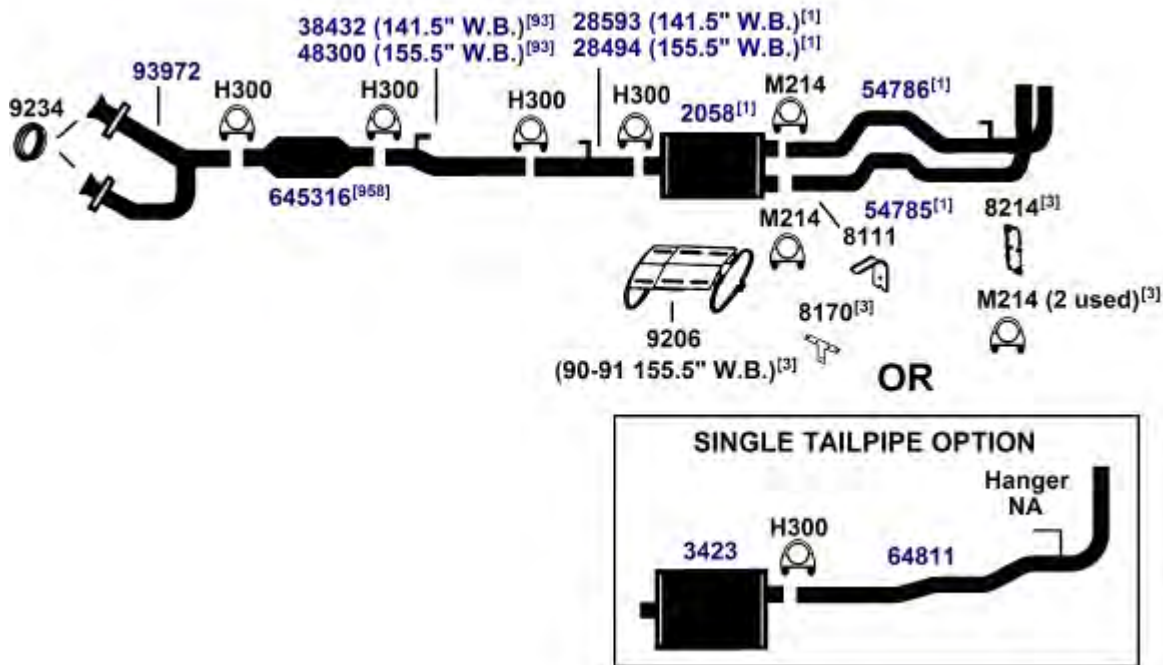 38432 (141.5" W.B.)[93] 28593 (141.5" W.B.)[1]
48300 (155.5" W.B.)[93] 28494 (155.5" W.B.)[1]
93972
9234
H300
H300
H300
H300
M214
54786[1]
2058[1]
645316[958]
M214
54785[1]
8111
8214[3]
M214 (2 used)[3]
8170[3]
9206
(90-91 155.5" W.B.)[3]
OR
SINGLE TAILPIPE OPTION
Hanger
NA
H300
3423
64811